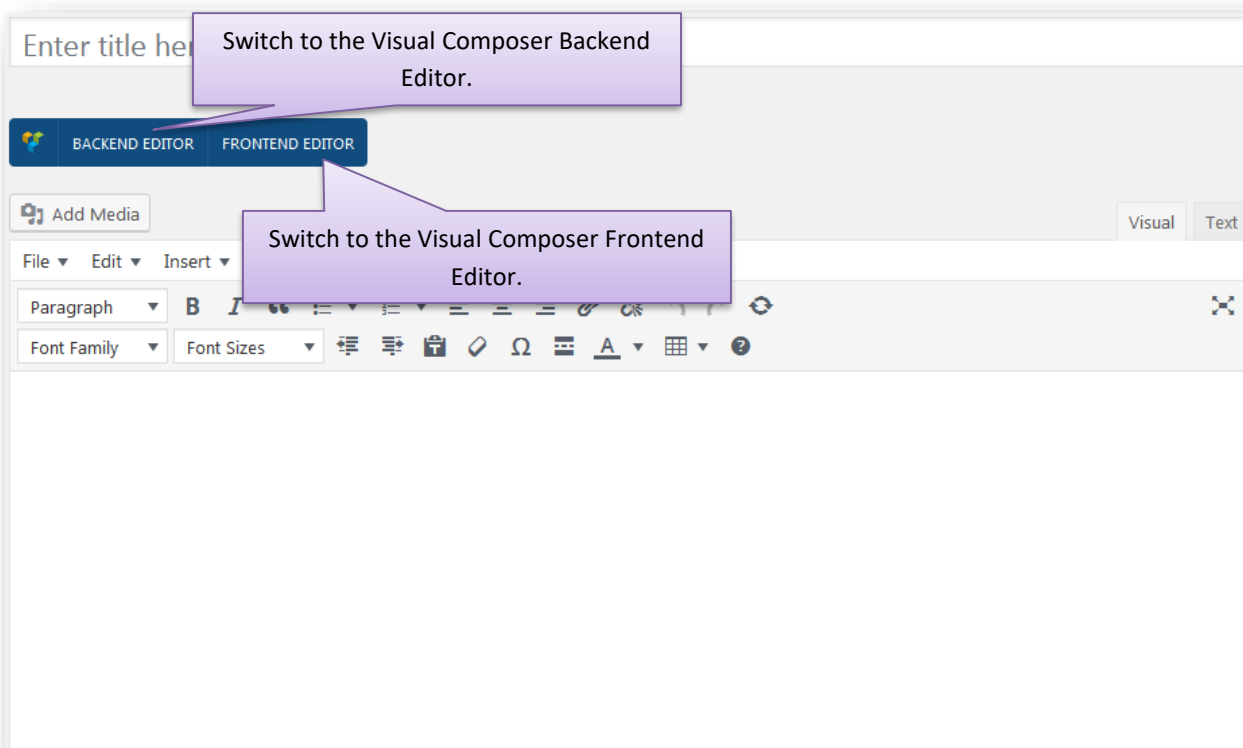 Enter title her
Switch to the Visual Composer Backend
Editor.
BACKEND EDITOR FRONTEND EDITOR
Add Media
Switch to the Visual Composer Frontend
Editor.
Visual Text
File Edit Insert
Paragraph B I
Font Family Font Sizes Ω A